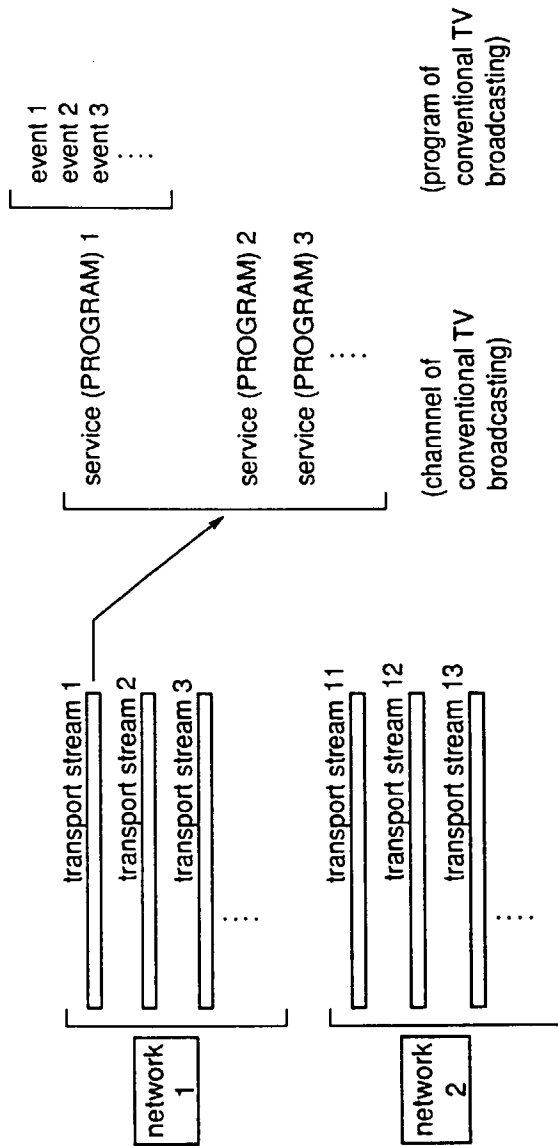 network
1
transport stream 1
transport stream 2
transport stream 3
....
network
2
transport stream 11
transport stream 12
transport stream 13
....
service (PROGRAM) 1
service (PROGRAM) 2
service (PROGRAM) 3
....
(channnel of
conventional TV
broadcasting)
event 1
event 2
event 3
....
(program of
conventional TV
broadcasting)